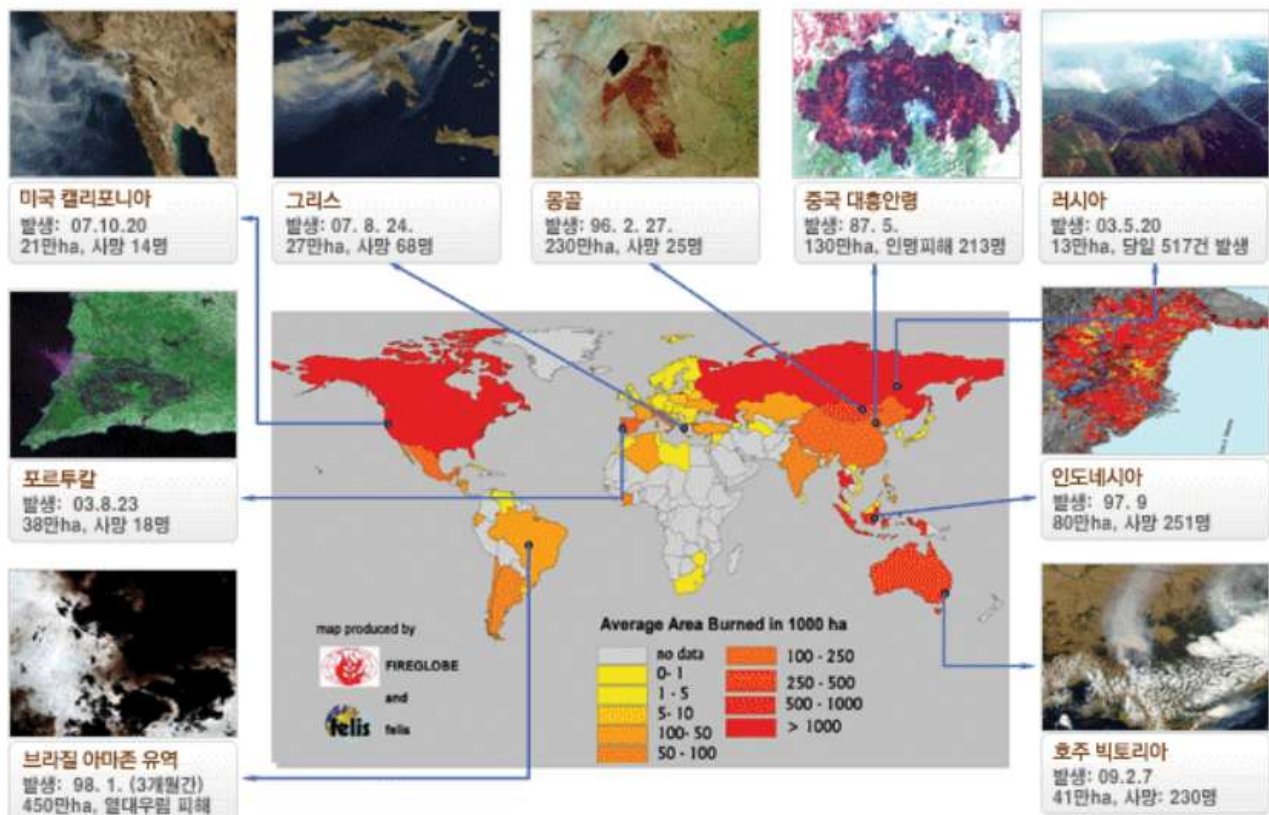 미국 캘리포니아
발생: 07.10.20
21만ha, 사망 14명
그리스
발생: 07. 8. 24.
27만ha, 사망 68명
몽골
발생: 96. 2. 27.
230만ha, 사망 25명
중국 대흥안령
발생: 87. 5.
130만ha, 인명피해 213명
러시아
발생: 03.5.20
13만ha, 당일 517건 발생
포르투칼
발생: 03.8.23
38만ha, 사망 18명
인도네시아
발생: 97. 9
80만ha, 사망 251명
브라질 아마존 유역
발생: 98. 1. (3개월간)
450만ha, 열대우림 피해
호주 빅토리아
발생: 09.2.7
41만ha, 사망: 230명
map produced by
FIREGLOBE
and
felis
felis
Average Area Burned in 1000 ha
no data
0- 1
1 - 5
5- 10
100- 50
50 - 100
100 - 250
250 - 500
500 - 1000
> 1000